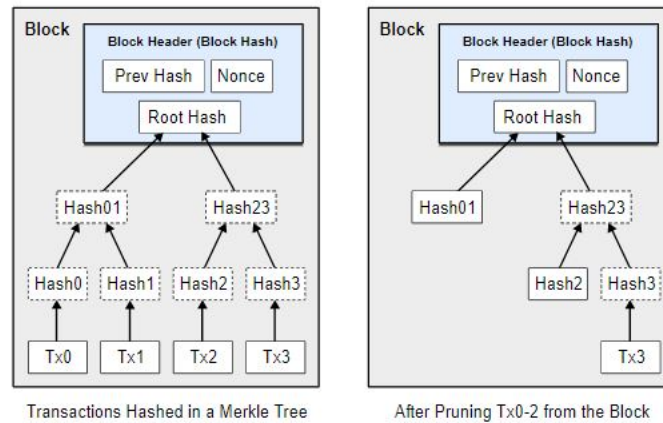 Block
Block Header (Block Hash)
Prev Hash Nonce
Root Hash
Hash01 Hash23
Hash0 Hash1 Hash2 Hash3
Tx0 Tx1 Tx2 Tx3
Transactions Hashed in a Merkle Tree
Block
Block Header (Block Hash)
Prev Hash Nonce
Root Hash
Hash01 Hash23
Hash2 Hash3
Tx3
After Pruning Tx0-2 from the Block